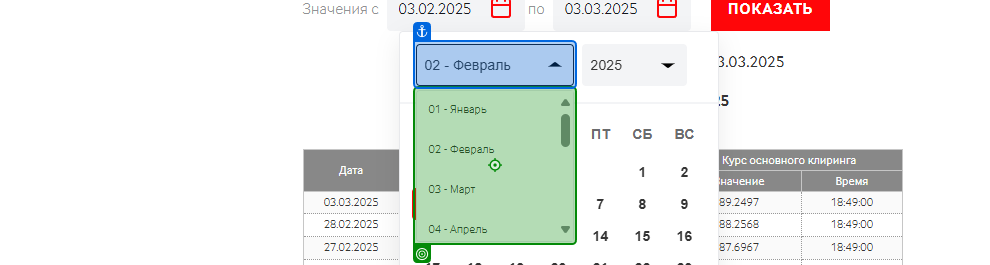 Значения с 03.02.2025 по 03.03.2025 ПОКАЗАТЬ
02 - Февраль 2025 3.03.2025
01 - Январь 25
ПТ СБ ВС
02 - Февраль
Дата Курс основного клиринга
1 2
03 - Март Значение Время
03.03.2025 7 8 9 89.2497 18:49:00
28.02.2025 88.2568 18:49:00
04 - Апрель 14 15 16
27.02.2025 87.6967 18:49:00